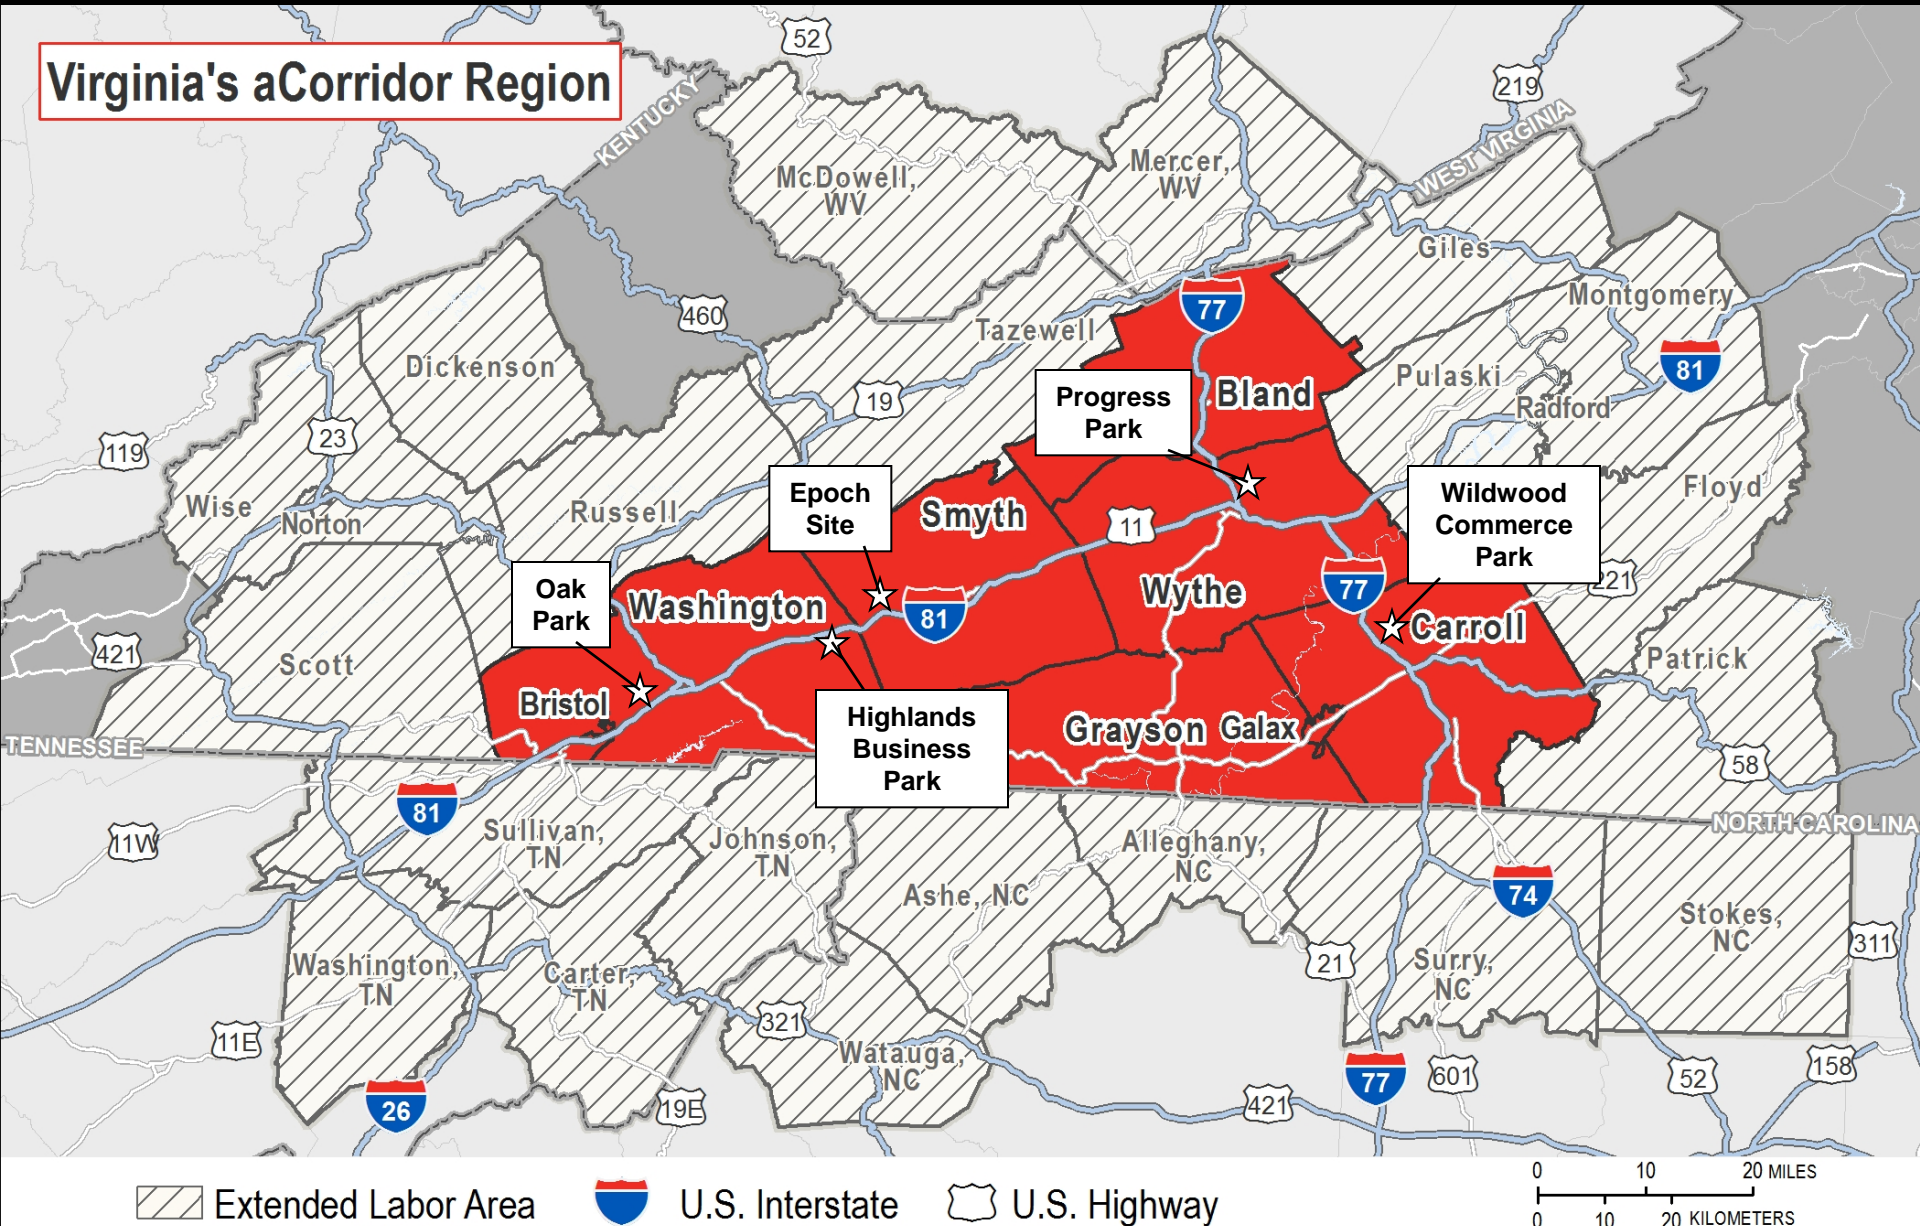 Virginia's aCorridor Region
52
219
KENTUCKY
WEST VIRGINIA
McDowell,
WV
Mercer,
WV
Giles
Montgomery
77
460
Tazewell
Dickenson
81
Pulaski
Radford
Bland
19
Progress
Park
23
119
Wise
Norton
Russell
Epoch
Site
Smyth
11
Floyd
Wildwood
Commerce
Park
221
77
Oak
Park
Washington
81
Wythe
Carroll
421
Scott
Patrick
Bristol
Highlands
Business
Park
Grayson
Galax
TENNESSEE
58
81
NORTH CAROLINA
11W
Sullivan,
TN
Johnson,
TN
Alleghany,
NC
Ashe, NC
74
Stokes,
NC
311
Washington,
TN
Carter,
TN
21
Surry,
NC
321
11E
Watauga,
NC
26
19E
421
77
601
52
158
Extended Labor Area
U.S. Interstate
U.S. Highway
0 10 20 MILES
0 10 20 KILOMETERS